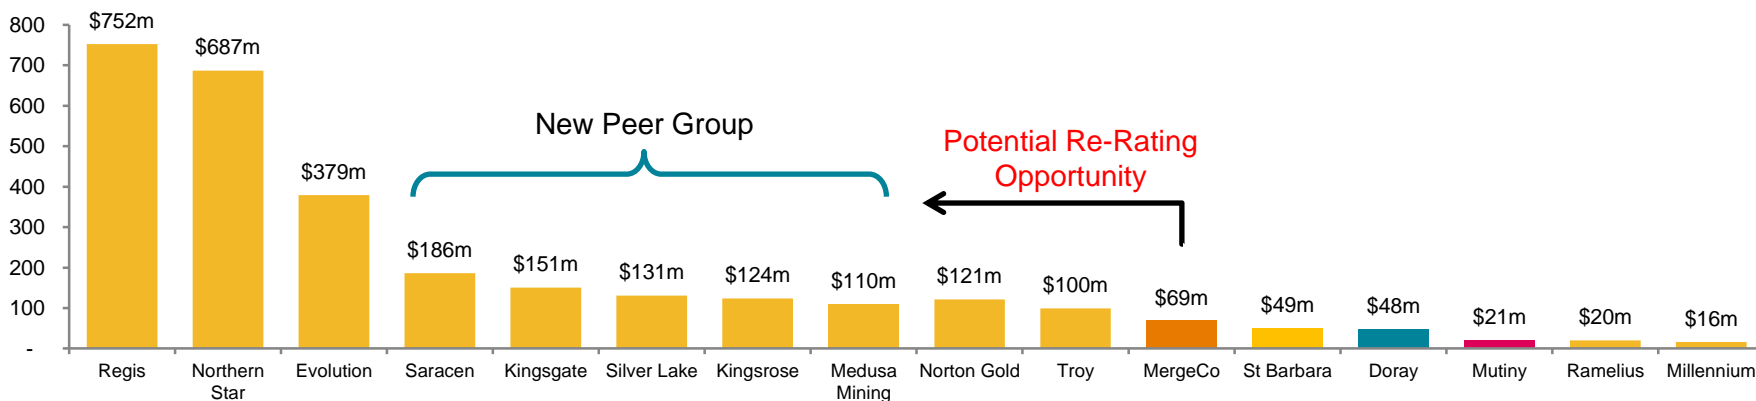 800
700
600
500
400
300
200
100
-
$752m
$687m
$379m
$186m
$151m
$131m
$124m
$110m
$121m
$100m
$69m
$49m
$48m
$21m
$20m
$16m
New Peer Group
Potential Re-Rating
Opportunity
Regis
Northern
Star
Evolution
Saracen
Kingsgate
Silver Lake
Kingsrose
Medusa
Mining
Norton Gold
Troy
MergeCo
St Barbara
Doray
Mutiny
Ramelius
Millennium